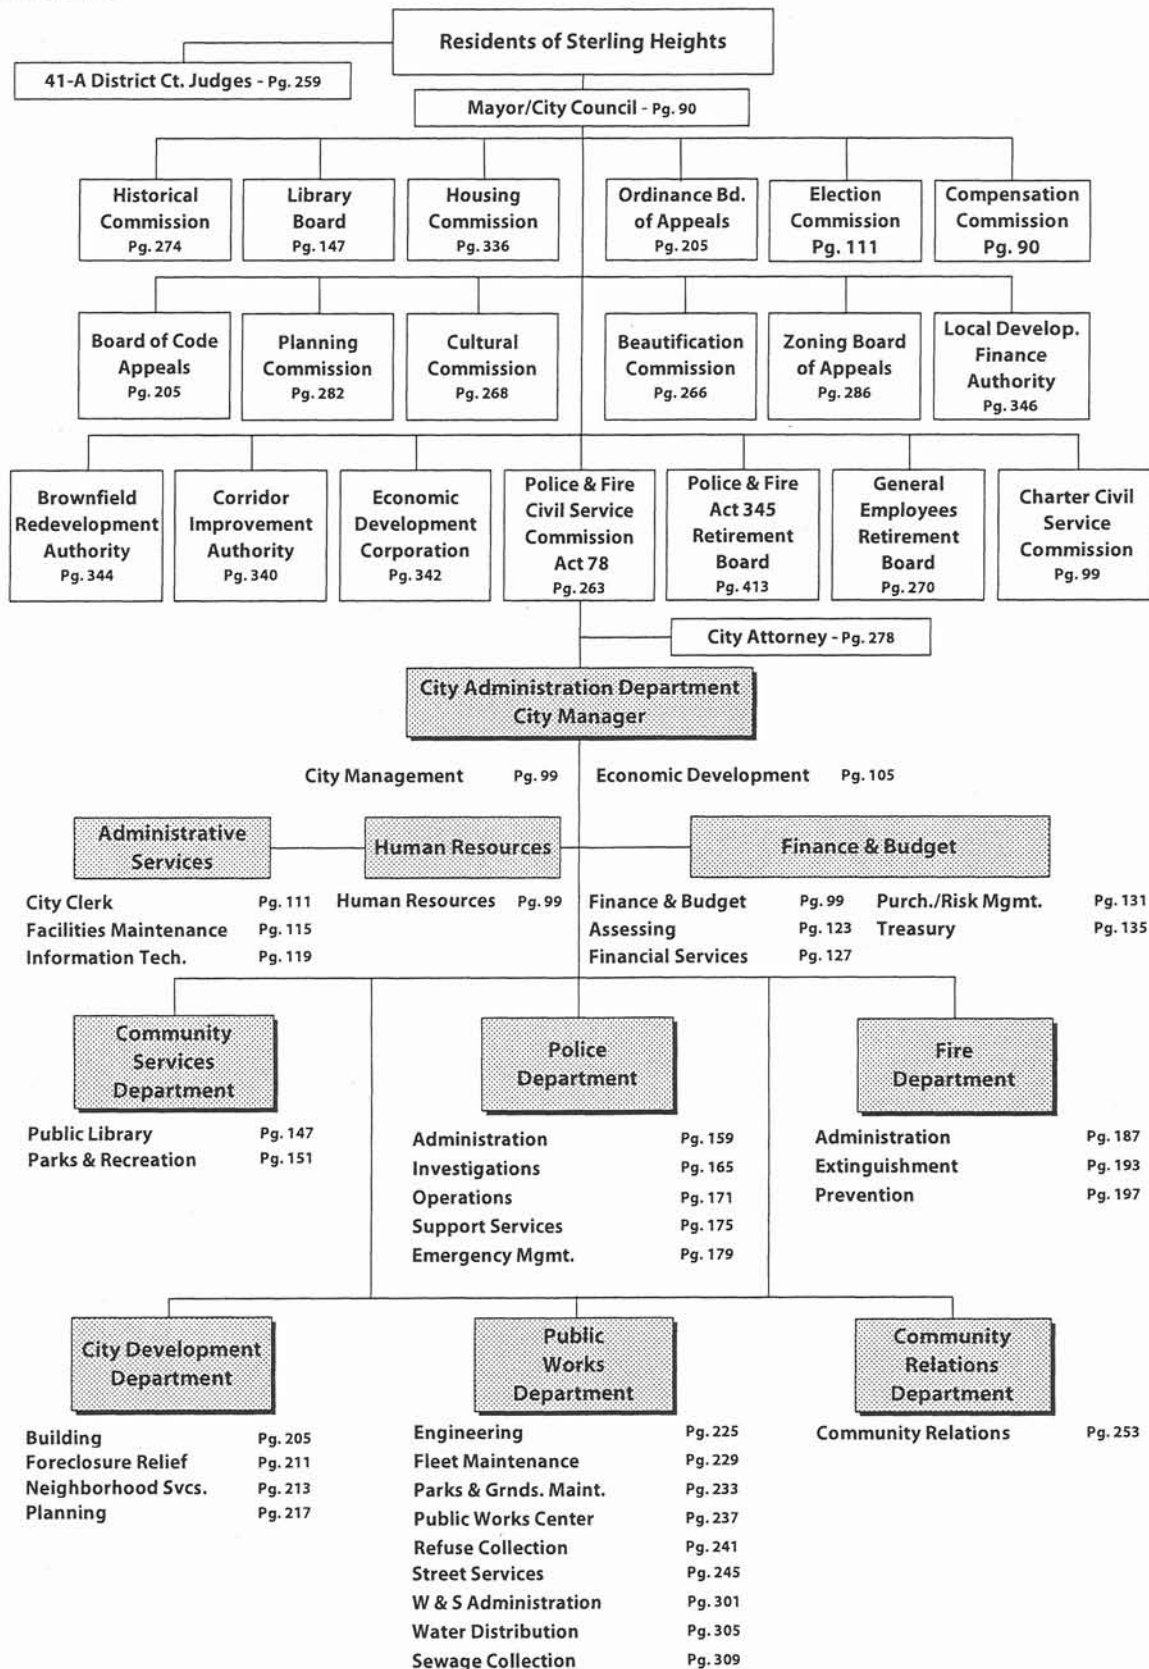 Residents of Sterling Heights
41-A District Ct. Judges - Pg. 259
Mayor/City Council - Pg. 90
Historical
Commission
Pg. 274
Library
Board
Pg. 147
Housing
Commission
Pg. 336
Ordinance Bd.
of Appeals
Pg. 205
Election
Commission
Pg. 111
Compensation
Commission
Pg. 90
Board of Code
Appeals
Pg. 205
Planning
Commission
Pg. 282
Cultural
Commission
Pg. 268
Beautification
Commission
Pg. 266
Zoning Board
of Appeals
Pg. 286
Local Develop.
Finance
Authority
Pg. 346
Brownfield
Redevelopment
Authority
Pg. 344
Corridor
Improvement
Authority
Pg. 340
Economic
Development
Corporation
Pg. 342
Police & Fire
Civil Service
Commission
Act 78
Pg. 263
Police & Fire
Act 345
Retirement
Board
Pg. 413
General
Employees
Retirement
Board
Pg. 270
Charter Civil
Service
Commission
Pg. 99
City Attorney - Pg. 278
City Administration Department
City Manager
City Management Pg. 99
Economic Development Pg. 105
Administrative
Services
City Clerk Pg. 111
Facilities Maintenance Pg. 115
Information Tech. Pg. 119
Human Resources
Human Resources Pg. 99
Finance & Budget
Finance & Budget Pg. 99
Assessing Pg. 123
Financial Services Pg. 127
Purch./Risk Mgmt. Pg. 131
Treasury Pg. 135
Community
Services
Department
Public Library Pg. 147
Parks & Recreation Pg. 151
Police
Department
Administration Pg. 159
Investigations Pg. 165
Operations Pg. 171
Support Services Pg. 175
Emergency Mgmt. Pg. 179
Fire
Department
Administration Pg. 187
Extinguishment Pg. 193
Prevention Pg. 197
City Development
Department
Building Pg. 205
Foreclosure Relief Pg. 211
Neighborhood Svcs. Pg. 213
Planning Pg. 217
Public
Works
Department
Engineering Pg. 225
Fleet Maintenance Pg. 229
Parks & Grnds. Maint. Pg. 233
Public Works Center Pg. 237
Refuse Collection Pg. 241
Street Services Pg. 245
W & S Administration Pg. 301
Water Distribution Pg. 305
Sewage Collection Pg. 309
Community
Relations
Department
Community Relations Pg. 253